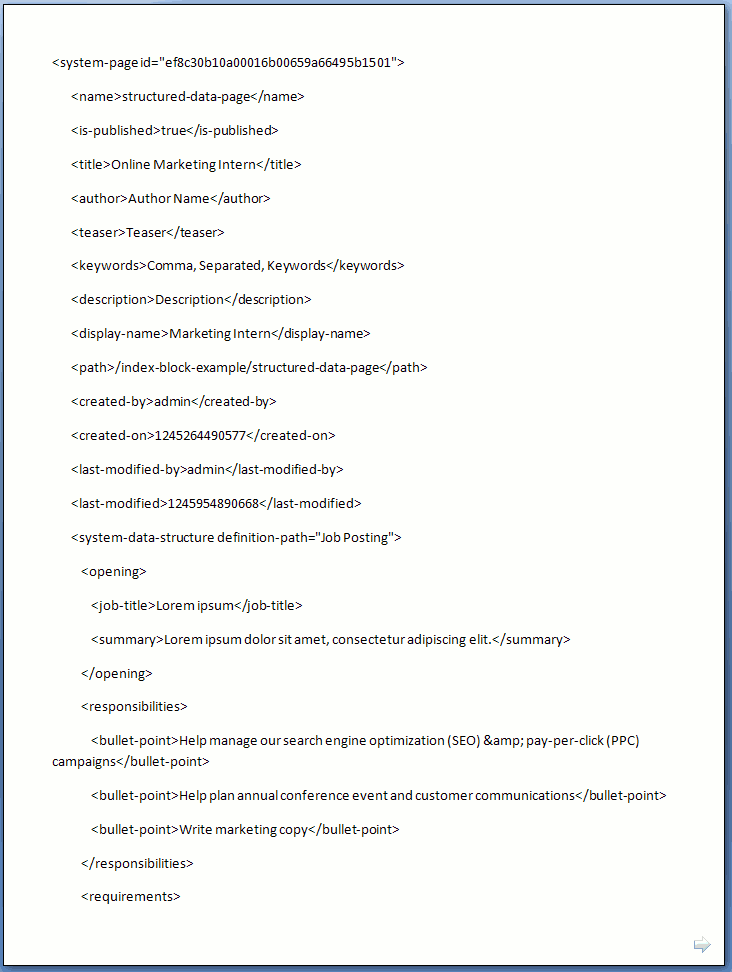 <system-page id="ef8c30b10a00016b00659a66495b1501">
<name>structured-data-page</name>
<is-published>true</is-published>
<title>Online Marketing Intern</title>
<author>Author Name</author>
<teaser>Teaser</teaser>
<keywords>Comma, Separated, Keywords</keywords>
<description>Description</description>
<display-name>Marketing Intern</display-name>
<path>/index-block-example/structured-data-page</path>
<created-by>admin</created-by>
<created-on>1245264490577</created-on>
<last-modified-by>admin</last-modified-by>
<last-modified>1245954890668</last-modified>
<system-data-structure definition-path="Job Posting">
<opening>
<job-title>Lorem ipsum</job-title>
<summary>Lorem ipsum dolor sit amet, consectetur adipiscing elit.</summary>
</opening>
<responsibilities>
<bullet-point>Help manage our search engine optimization (SEO) &amp; pay-per-click (PPC)
campaigns</bullet-point>
<bullet-point>Help plan annual conference event and customer communications</bullet-point>
<bullet-point>Write marketing copy</bullet-point>
</responsibilities>
<requirements>